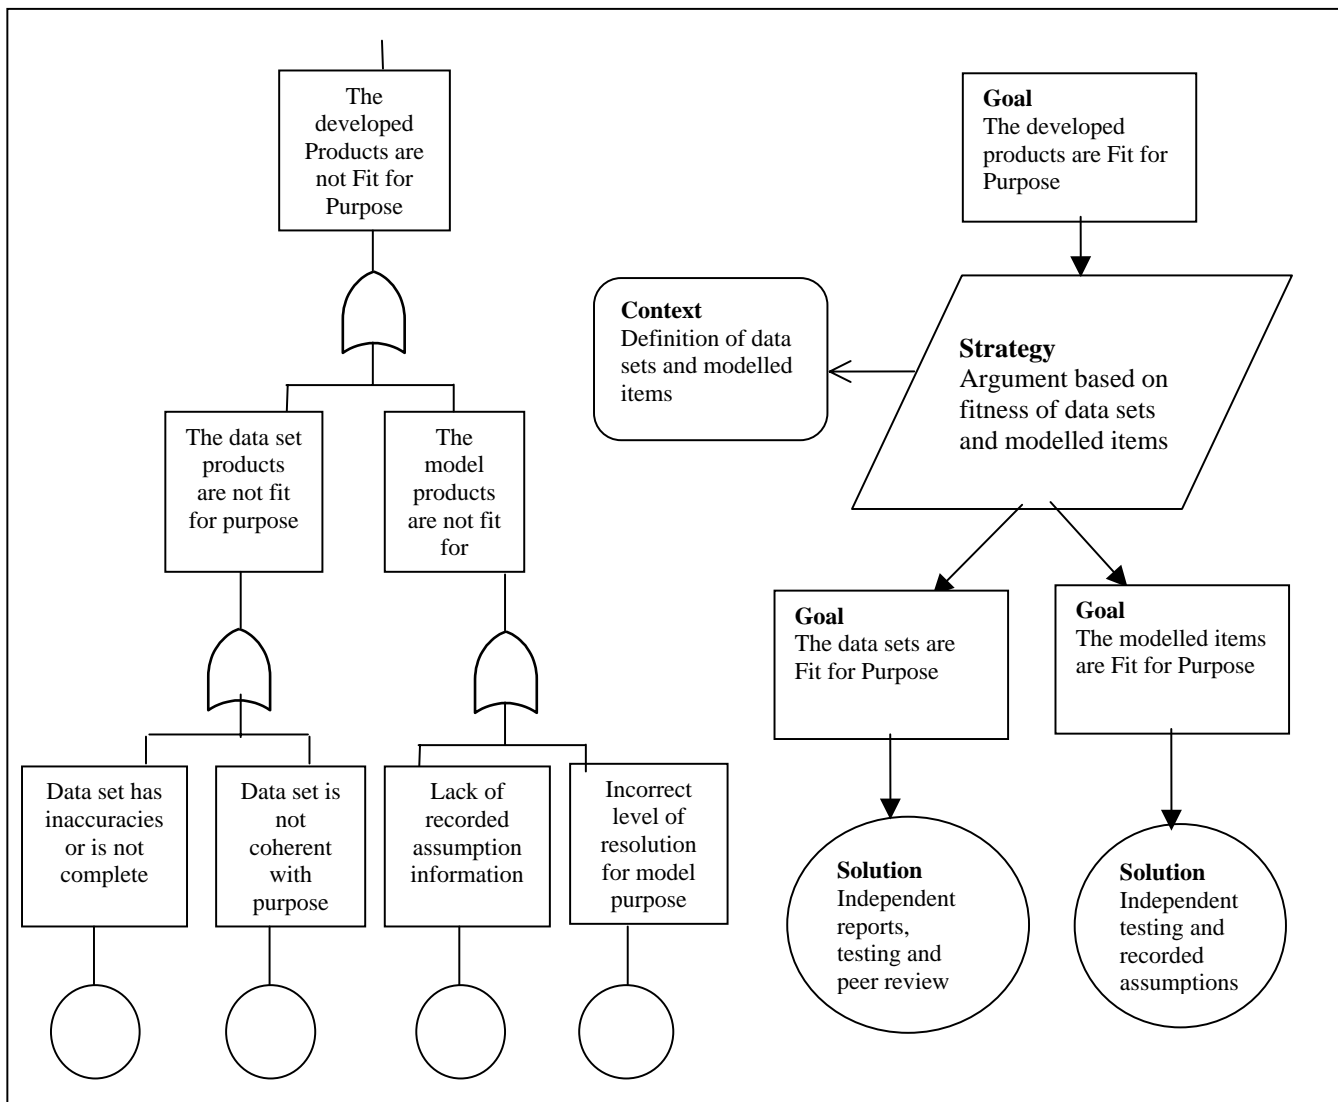 The
developed
Products are
not Fit for
Purpose
The data set
products
are not fit
for purpose
The
model
products
are not fit
for
Data set has
inaccuracies
or is not
complete
Data set is
not
coherent
with
purpose
Lack of
recorded
assumption
information
Incorrect
level of
resolution
for model
purpose
Goal
The developed
products are Fit for
Purpose
Context
Definition of data
sets and modelled
items
Strategy
Argument based on
fitness of data sets
and modelled items
Goal
The data sets are
Fit for Purpose
Goal
The modelled items
are Fit for Purpose
Solution
Independent
reports,
testing and
peer review
Solution
Independent
testing and
recorded
assumptions